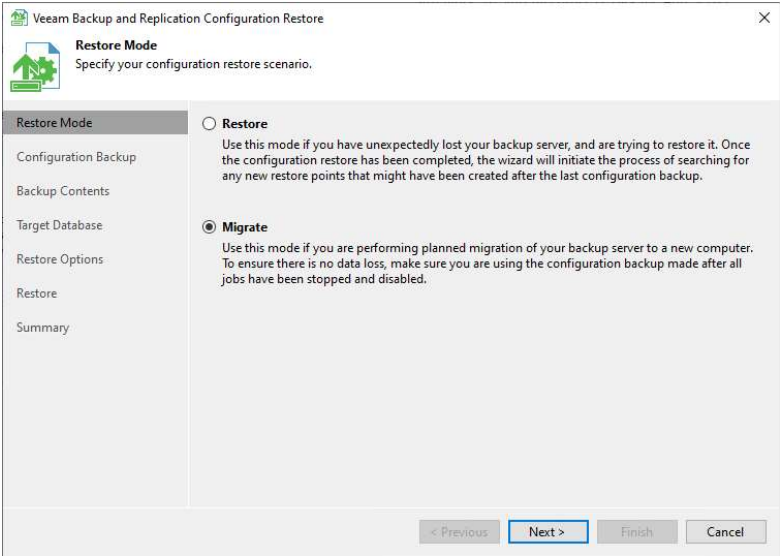 Veeam Backup and Replication Configuration Restore
Restore Mode
Specify your configuration restore scenario.
Restore Mode
Configuration Backup
Backup Contents
Target Database
Restore Options
Restore
Summary
Restore
Use this mode if you have unexpectedly lost your backup server, and are trying to restore it. Once
the configuration restore has been completed, the wizard will initiate the process of searching for
any new restore points that might have been created after the last configuration backup.
Migrate
Use this mode if you are performing planned migration of your backup server to a new computer.
To ensure there is no data loss, make sure you are using the configuration backup made after all
jobs have been stopped and disabled.
< Previous Next > Finish Cancel